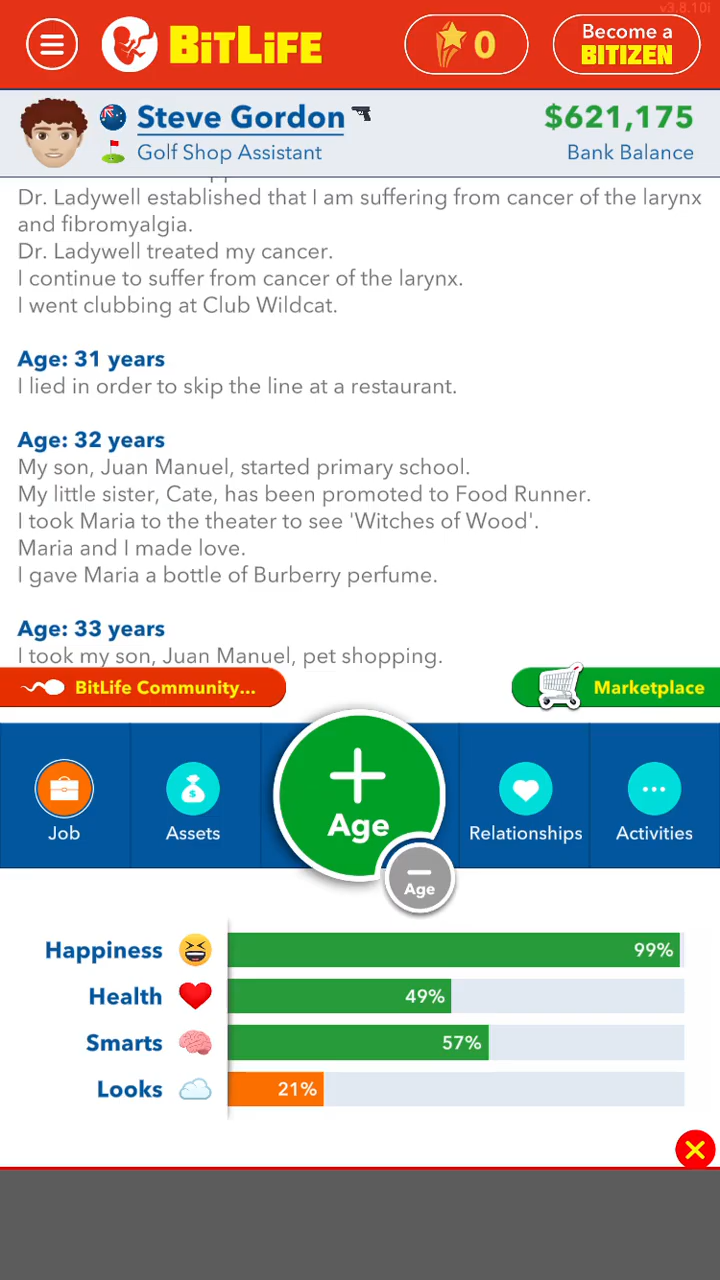 v3.8.10i
BITLIFE
0
Become a
BITIZEN
Steve Gordon
$621,175
Golf Shop Assistant
Bank Balance
Dr. Ladywell established that I am suffering from cancer of the larynx
and fibromyalgia.
Dr. Ladywell treated my cancer.
I continue to suffer from cancer of the larynx.
I went clubbing at Club Wildcat.
Age: 31 years
I lied in order to skip the line at a restaurant.
Age: 32 years
My son, Juan Manuel, started primary school.
My little sister, Cate, has been promoted to Food Runner.
I took Maria to the theater to see 'Witches of Wood'.
Maria and I made love.
I gave Maria a bottle of Burberry perfume.
Age: 33 years
I took my son, Juan Manuel, pet shopping.
BitLife Community...
Marketplace
Job
Assets
Age
Relationships
Activities
Age
Happiness
99%
Health
49%
Smarts
57%
Looks
21%